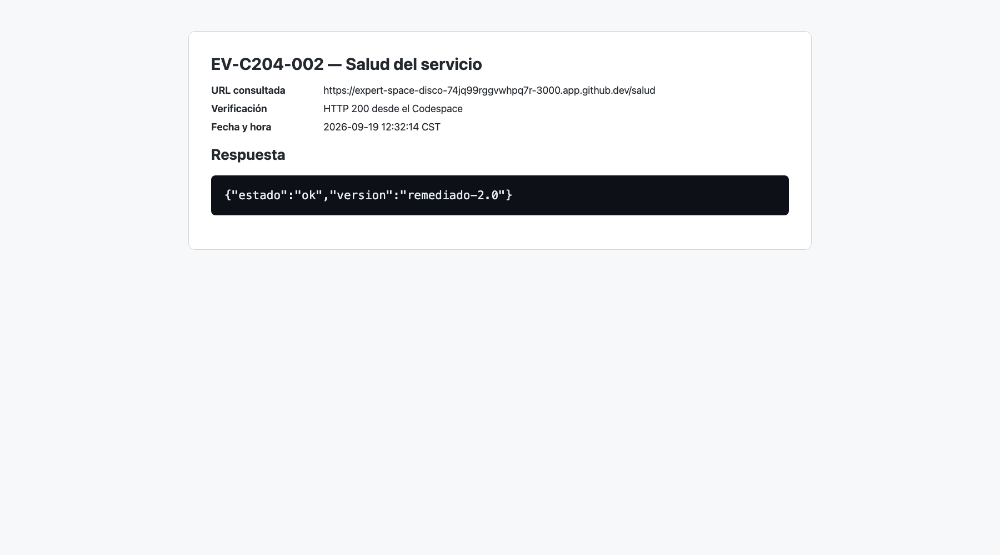 EV-C204-002 — Salud del servicio
URL consultada https://expert-space-disco-74jq99rggvwhpq7r-3000.app.github.dev/salud
Verificación HTTP 200 desde el Codespace
Fecha y hora 2026-09-19 12:32:14 CST
Respuesta
{"estado":"ok","version":"remediado-2.0"}